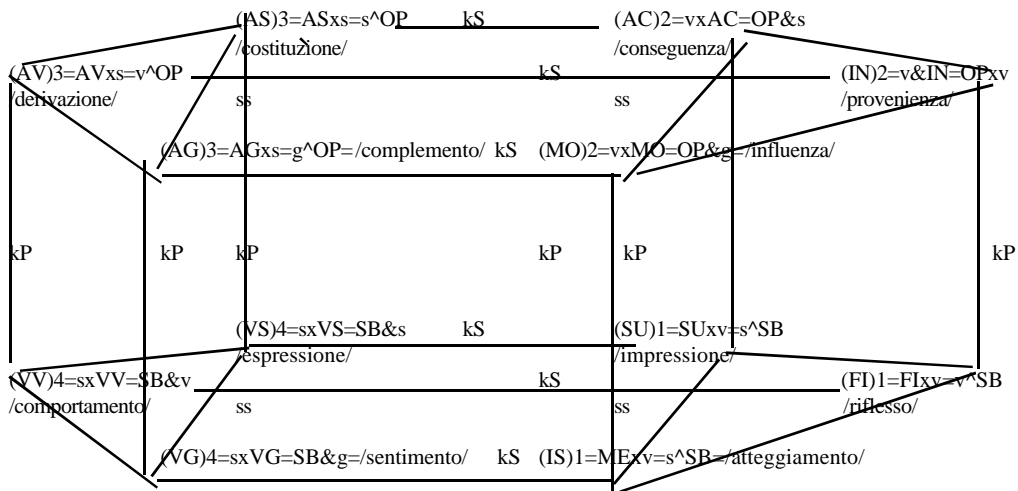 (AS)3=ASxs=s^OP kS (AC)2=vxAC=OP&s
/costituzione/ /conseguenza/
(AV)3=AVxs=v^OP kS (IN)2=v&IN=OPxv
/derivazione/ ss ss /provenienza/
(AG)3=AGxs=g^OP=/complemento/ kS (MO)2=vxMO=OP&g=/influenza/
kP kP kP kP kP kP
(VS)4=sxVS=SB&s kS (SU)1=SUxv=s^SB
/espressione/ /impressione/
(VV)4=sxVV=SB&v kS (FI)1=FIxv=v^SB
/comportamento/ ss ss /riflesso/
(VG)4=sxVG=SB&g=/sentimento/ kS (IS)1=MExv=s^SB=/atteggiamento/